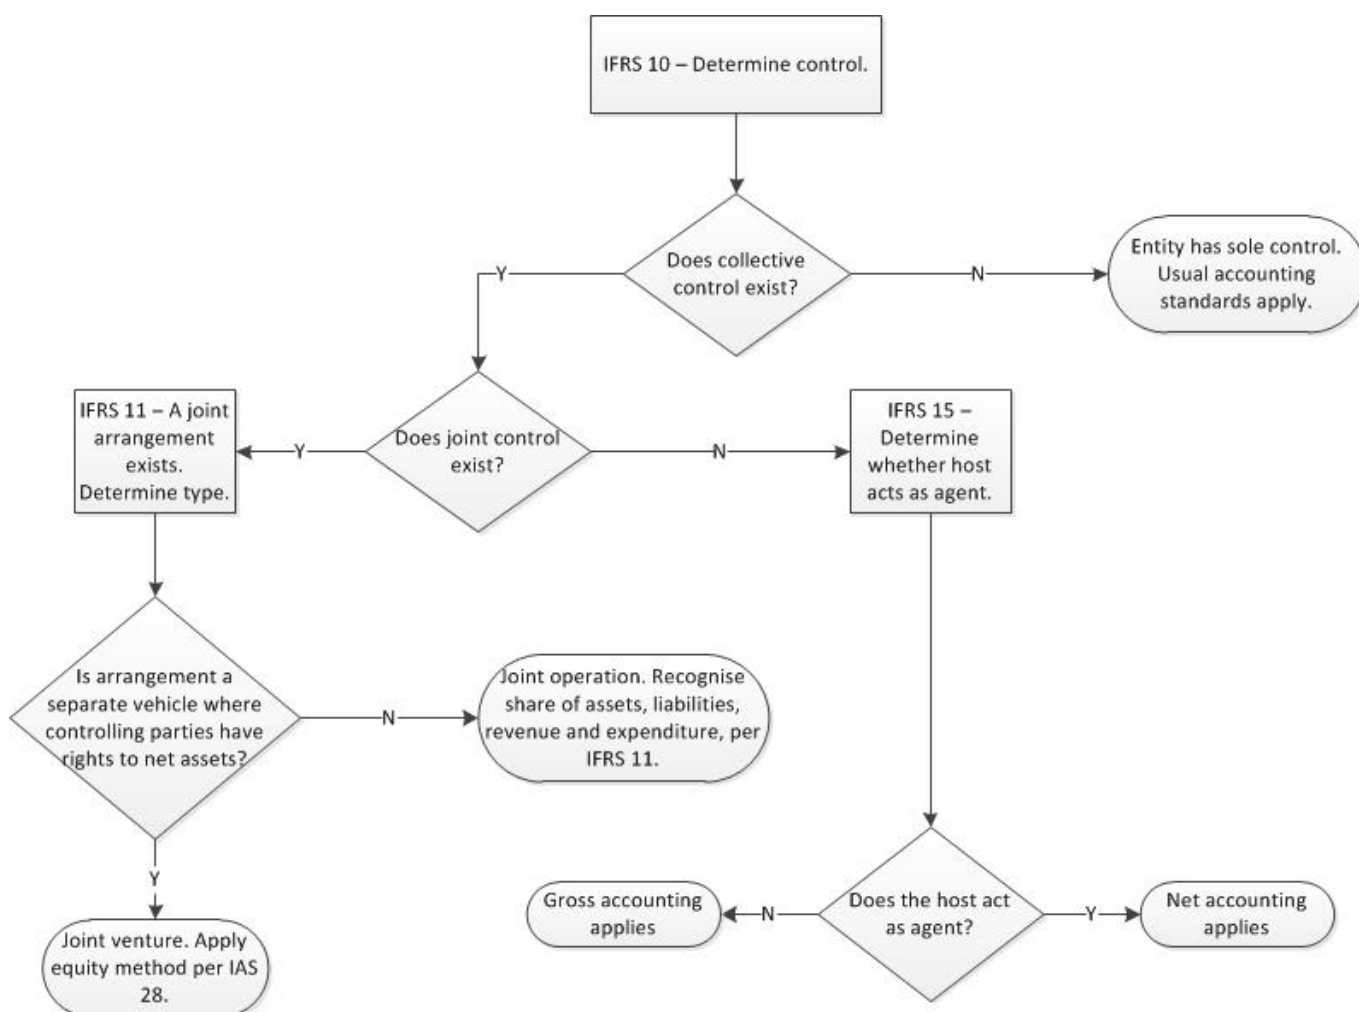 IFRS 10 – Determine control.
Does collective
control exist?
Y
N
Entity has sole control.
Usual accounting
standards apply.
IFRS 11 – A joint
arrangement
exists.
Determine type.
Y
Does joint control
exist?
N
IFRS 15 –
Determine
whether host
acts as agent.
Is arrangement a
separate vehicle where
controlling parties have
rights to net assets?
N
Joint operation. Recognise
share of assets, liabilities,
revenue and expenditure, per
IFRS 11.
Y
Joint venture. Apply
equity method per IAS
28.
Gross accounting
applies
N
Does the host act
as agent?
Y
Net accounting
applies